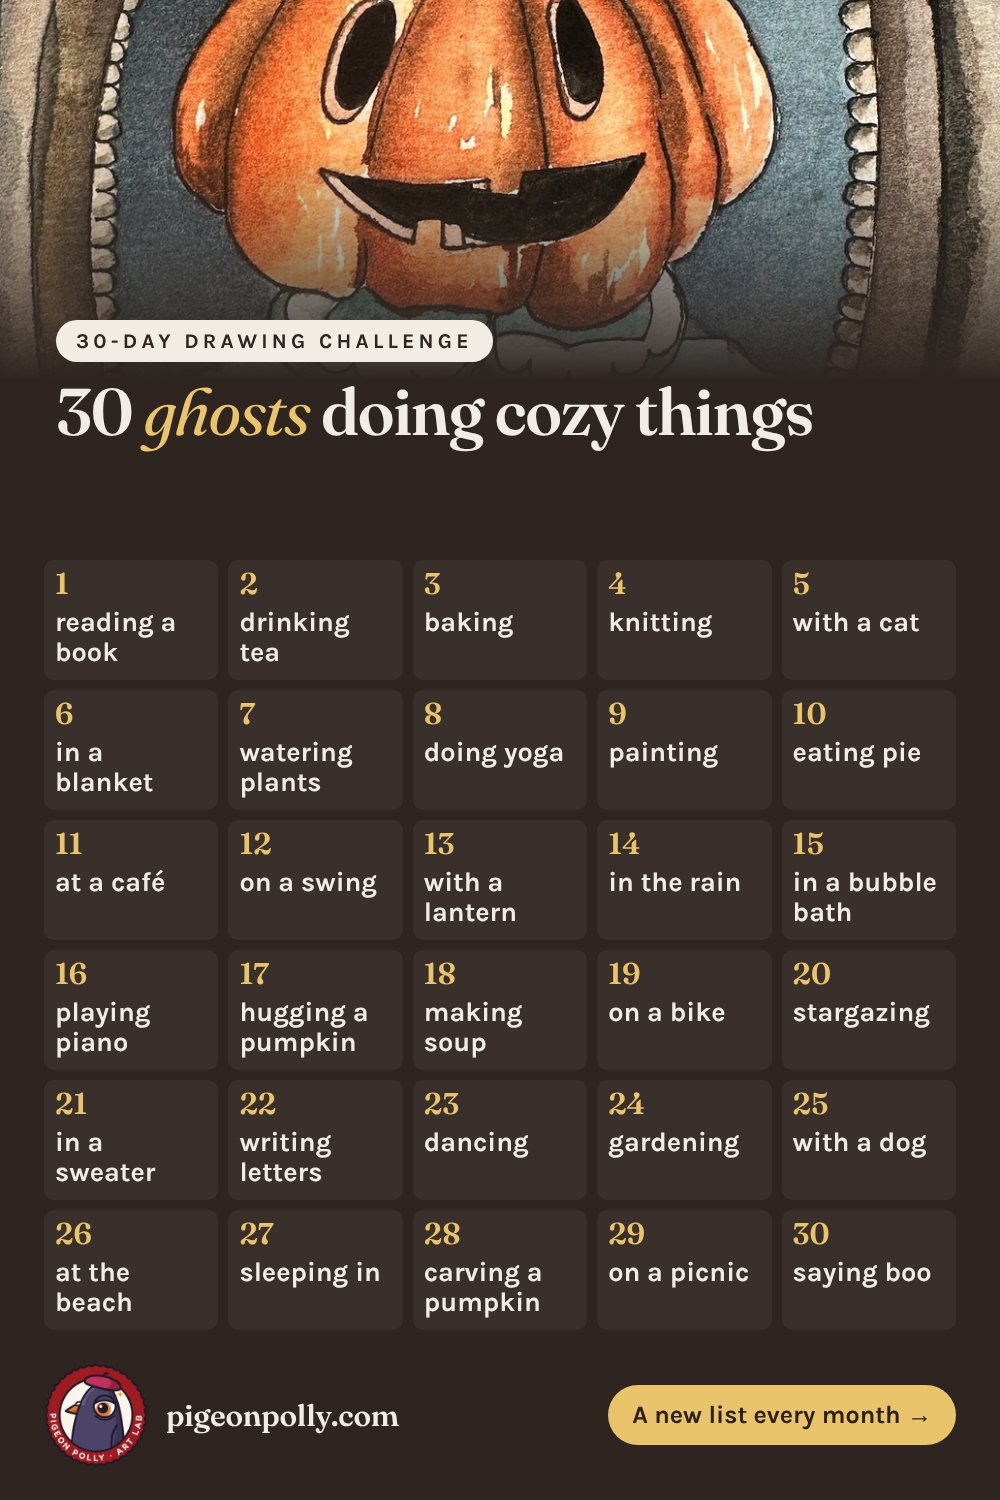 30-DAY DRAWING CHALLENGE
30 ghosts doing cozy things
1
reading a
book
2
drinking
tea
3
baking
4
knitting
5
with a cat
6
in a
blanket
7
watering
plants
8
doing yoga
9
painting
10
eating pie
11
at a café
12
on a swing
13
with a
lantern
14
in the rain
15
in a bubble
bath
16
playing
piano
17
hugging a
pumpkin
18
making
soup
19
on a bike
20
stargazing
21
in a
sweater
22
writing
letters
23
dancing
24
gardening
25
with a dog
26
at the
beach
27
sleeping in
28
carving a
pumpkin
29
on a picnic
30
saying boo
PIGEON POLLY · ART LAB
pigeonpolly.com
A new list every month →